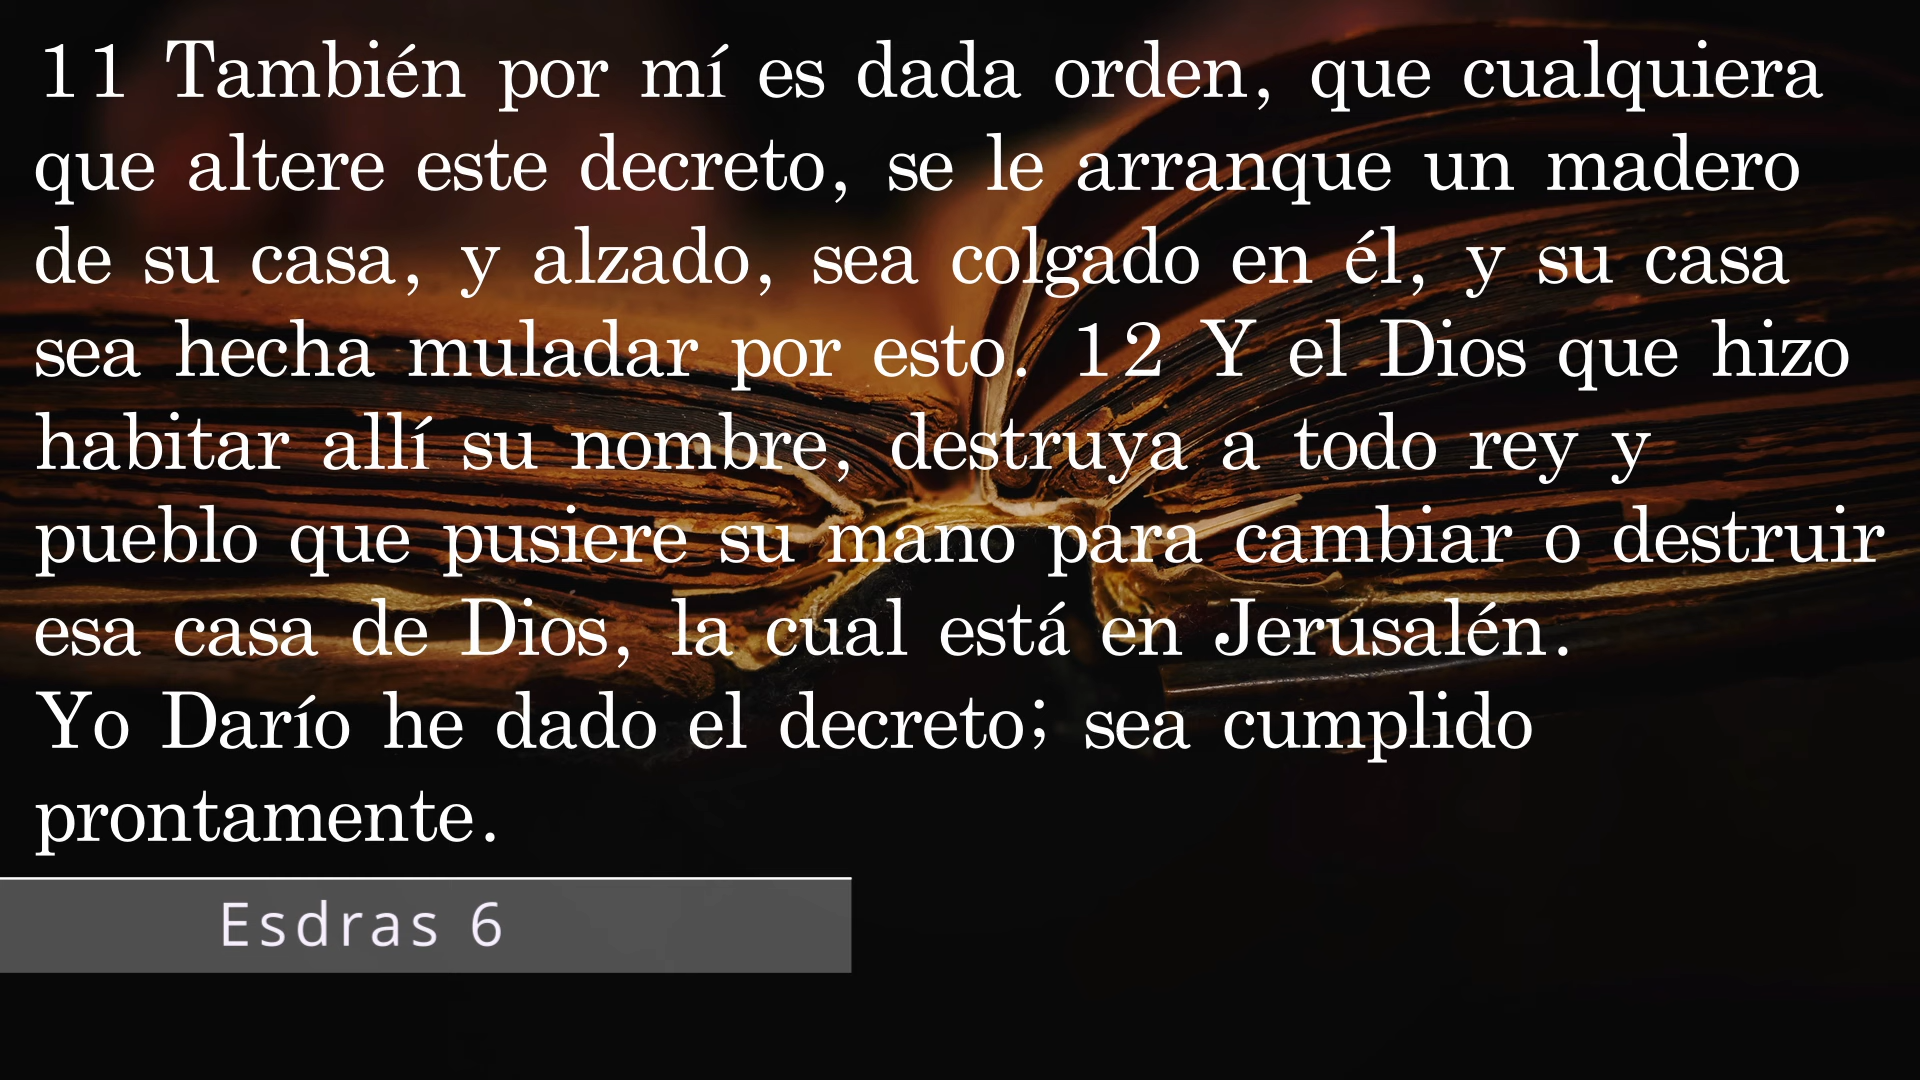 11 También por mí es dada orden, que cualquiera
que altere este decreto, se le arranque un madero
de su casa, y alzado, sea colgado en él, y su casa
sea hecha muladar por esto. 12 Y el Dios que hizo
habitar allí su nombre, destruya a todo rey y
pueblo que pusiere su mano para cambiar o destruir
esa casa de Dios, la cual está en Jerusalén.
Yo Darío he dado el decreto; sea cumplido
prontamente.
Esdras 6